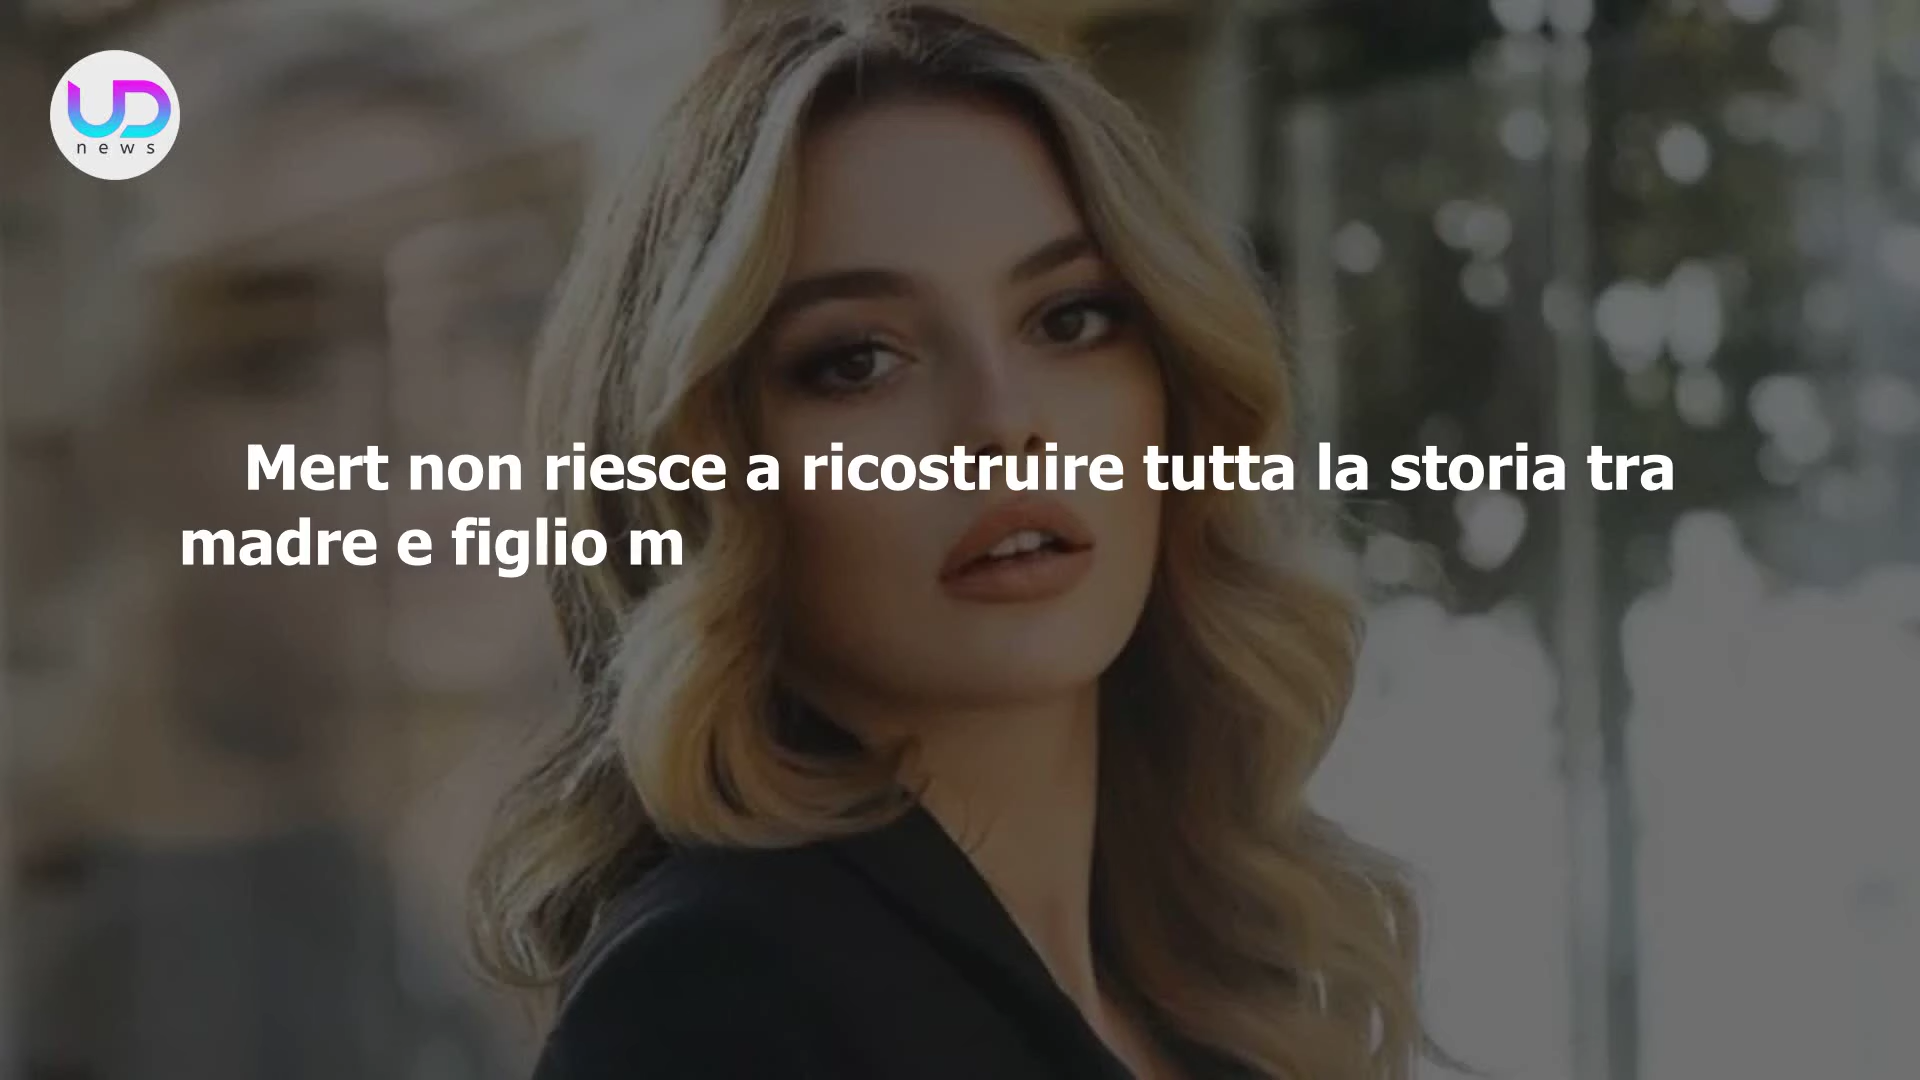 UD
news
Mert non riesce a ricostruire tutta la storia tra
madre e figlio m